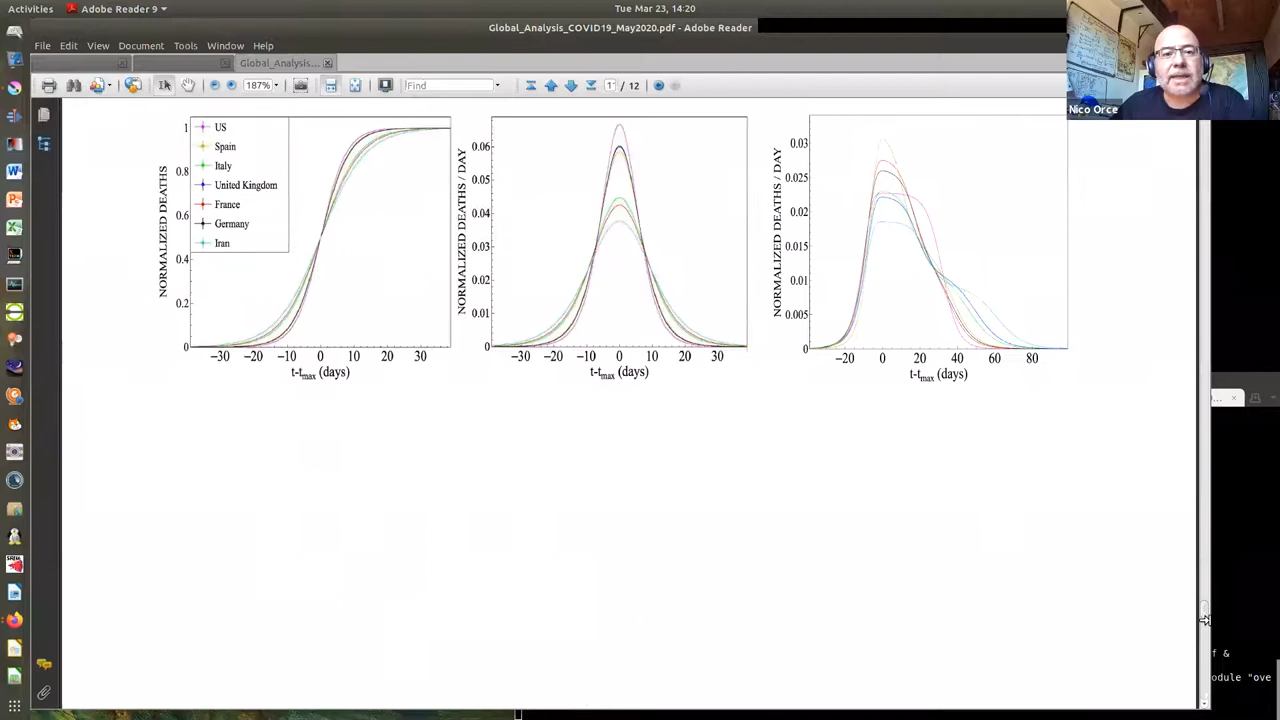 Activities Adobe Reader 9 Tue Mar 23, 14:20
Global_Analysis_COVID19_May2020.pdf - Adobe Reader
File Edit View Document Tools Window Help
Global_Analysis...
187% Find 11 / 12
Nico Orce
US
Spain
Italy
United Kingdom
France
Germany
Iran
NORMALIZED DEATHS
1
0.8
0.6
0.4
0.2
0
−30 −20 −10 0 10 20 30
t-tmax (days)
NORMALIZED DEATHS / DAY
0.06
0.05
0.04
0.03
0.02
0.01
0
−30 −20 −10 0 10 20 30
t-tmax (days)
NORMALIZED DEATHS / DAY
0.03
0.025
0.02
0.015
0.01
0.005
0
−20 0 20 40 60 80
t-tmax (days)
f &
odule "ove